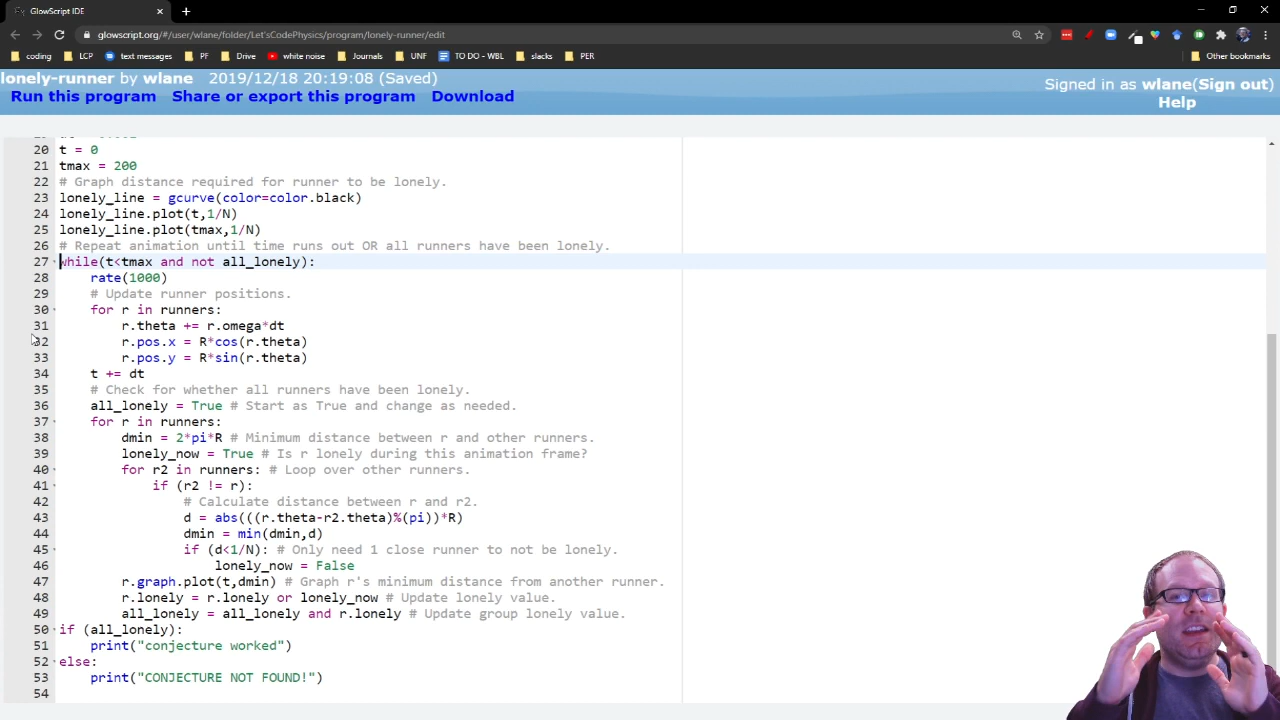 GlowScript IDE
glowscript.org/#/user/wlane/folder/Let'sCodePhysics/program/lonely-runner/edit
coding LCP text messages PF Drive white noise Journals UNF TO DO - WBL slacks PER Other bookmarks
lonely-runner by wlane 2019/12/18 20:19:08 (Saved)
Signed in as wlane(Sign out)
Run this program Share or export this program Download
Help
20 t = 0
21 tmax = 200
22 # Graph distance required for runner to be lonely.
23 lonely_line = gcurve(color=color.black)
24 lonely_line.plot(t,1/N)
25 lonely_line.plot(tmax,1/N)
26 # Repeat animation until time runs out OR all runners have been lonely.
27 while(t<tmax and not all_lonely):
28 rate(1000)
29 # Update runner positions.
30 for r in runners:
31 r.theta += r.omega*dt
32 r.pos.x = R*cos(r.theta)
33 r.pos.y = R*sin(r.theta)
34 t += dt
35 # Check for whether all runners have been lonely.
36 all_lonely = True # Start as True and change as needed.
37 for r in runners:
38 dmin = 2*pi*R # Minimum distance between r and other runners.
39 lonely_now = True # Is r lonely during this animation frame?
40 for r2 in runners: # Loop over other runners.
41 if (r2 != r):
42 # Calculate distance between r and r2.
43 d = abs(((r.theta-r2.theta)%(pi))*R)
44 dmin = min(dmin,d)
45 if (d<1/N): # Only need 1 close runner to not be lonely.
46 lonely_now = False
47 r.graph.plot(t,dmin) # Graph r's minimum distance from another runner.
48 r.lonely = r.lonely or lonely_now # Update lonely value.
49 all_lonely = all_lonely and r.lonely # Update group lonely value.
50 if (all_lonely):
51 print("conjecture worked")
52 else:
53 print("CONJECTURE NOT FOUND!")
54